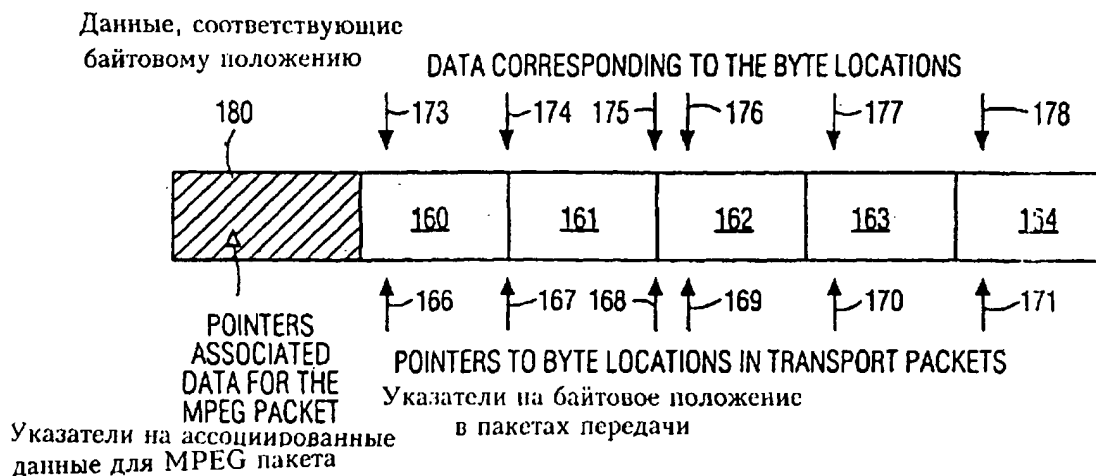 Данные, соответствующие
байтовому положению
DATA CORRESPONDING TO THE BYTE LOCATIONS
180
173
174
175
176
177
178
160
161
162
163
164
166
167
168
169
170
171
POINTERS
ASSOCIATED
DATA FOR THE
MPEG PACKET
POINTERS TO BYTE LOCATIONS IN TRANSPORT PACKETS
Указатели на байтовое положение
в пакетах передачи
Указатели на ассоциированные
данные для MPEG пакета